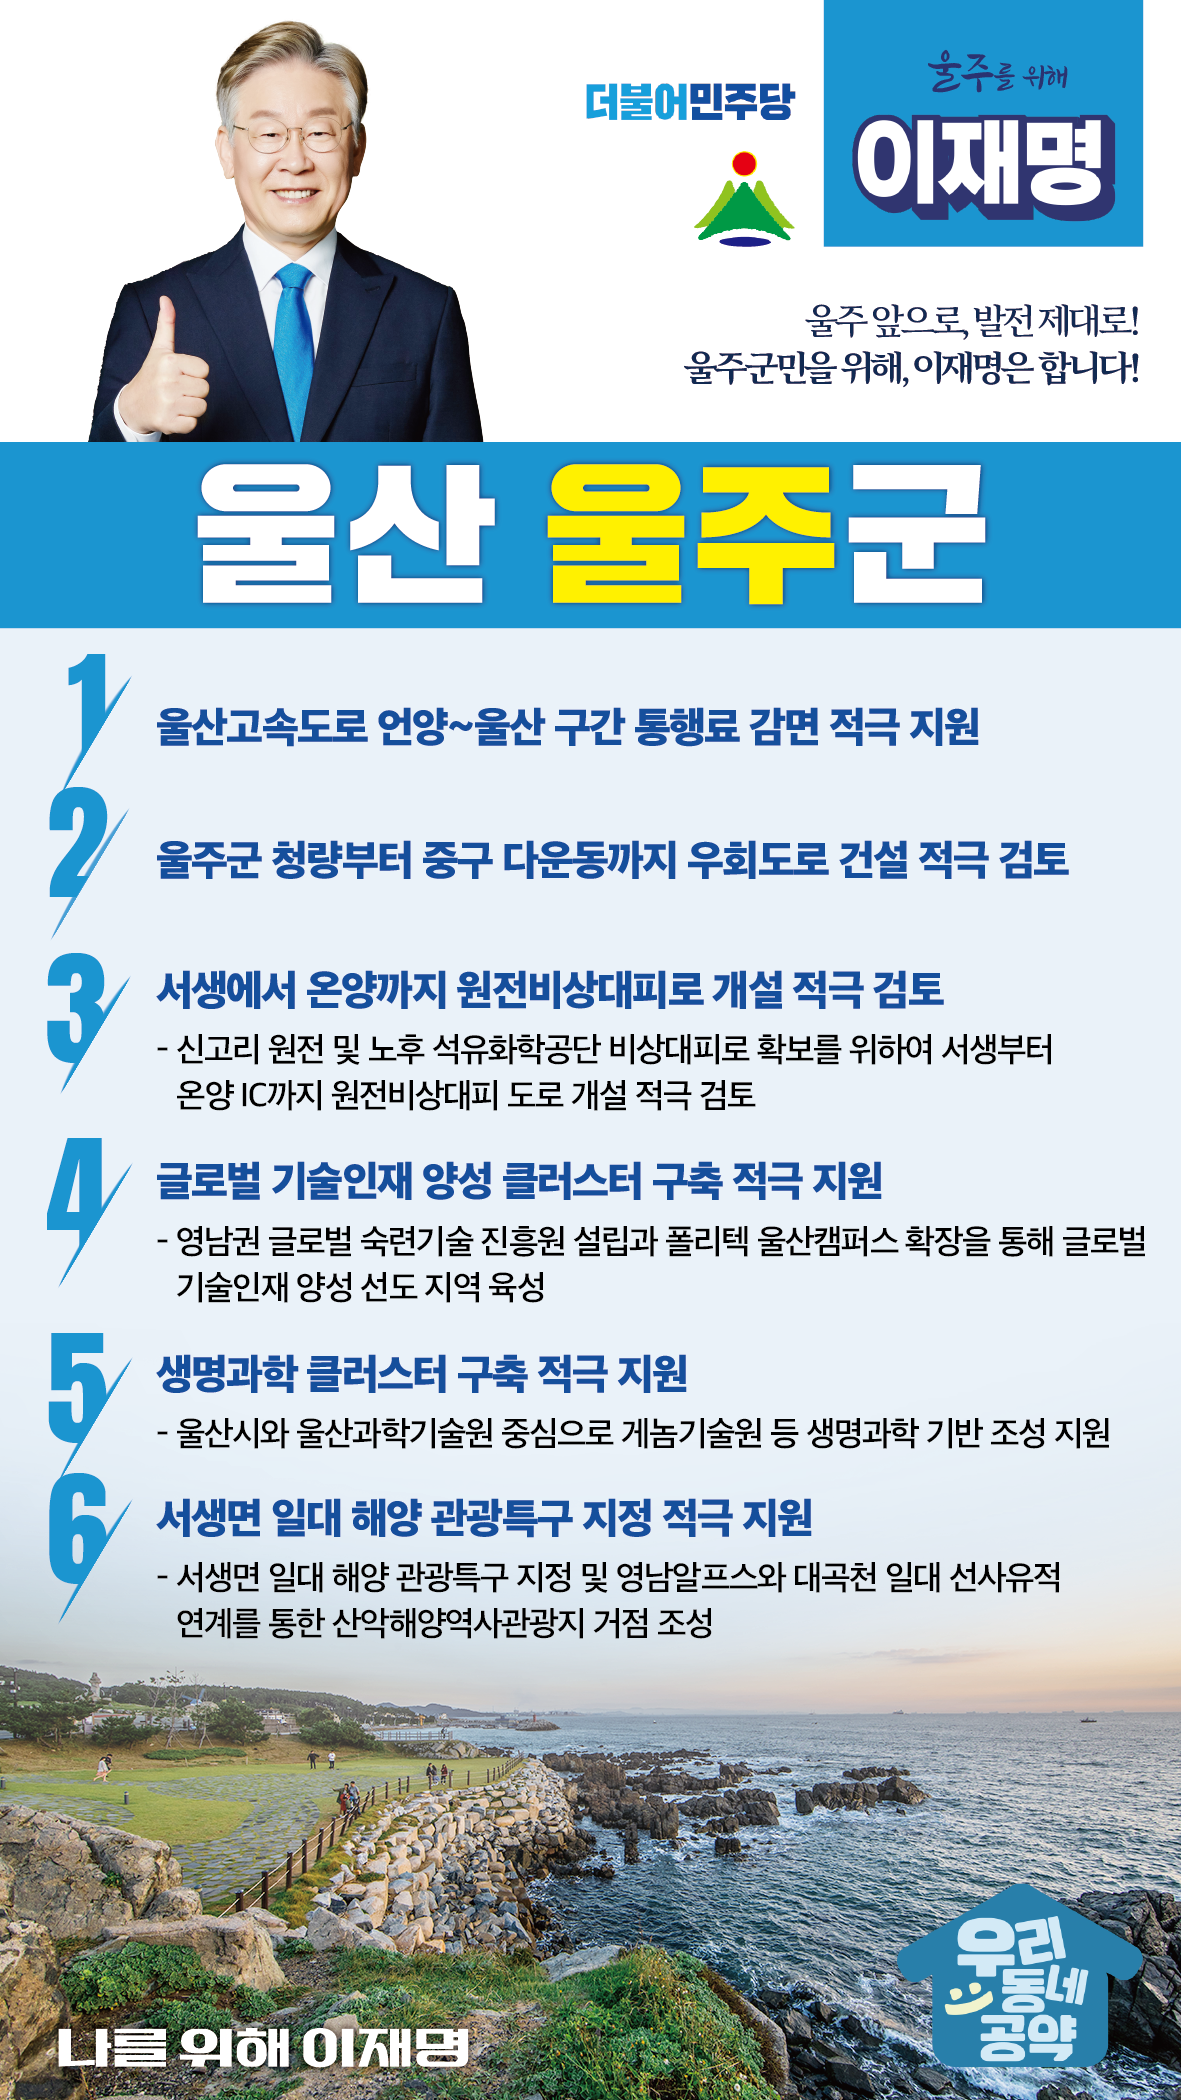 더불어민주당
울주를 위해
이재명
울주 앞으로, 발전 제대로!
울주군민을 위해, 이재명은 합니다!
울산 울주군
1
울산고속도로 언양~울산 구간 통행료 감면 적극 지원
2
울주군 청량부터 중구 다운동까지 우회도로 건설 적극 검토
3
서생에서 온양까지 원전비상대피로 개설 적극 검토
- 신고리 원전 및 노후 석유화학공단 비상대피로 확보를 위하여 서생부터
온양 IC까지 원전비상대피 도로 개설 적극 검토
4
글로벌 기술인재 양성 클러스터 구축 적극 지원
- 영남권 글로벌 숙련기술 진흥원 설립과 폴리텍 울산캠퍼스 확장을 통해 글로벌
기술인재 양성 선도 지역 육성
5
생명과학 클러스터 구축 적극 지원
- 울산시와 울산과학기술원 중심으로 게놈기술원 등 생명과학 기반 조성 지원
6
서생면 일대 해양 관광특구 지정 적극 지원
- 서생면 일대 해양 관광특구 지정 및 영남알프스와 대곡천 일대 선사유적
연계를 통한 산악해양역사관광지 거점 조성
우리
동네
공약
나를 위해 이재명